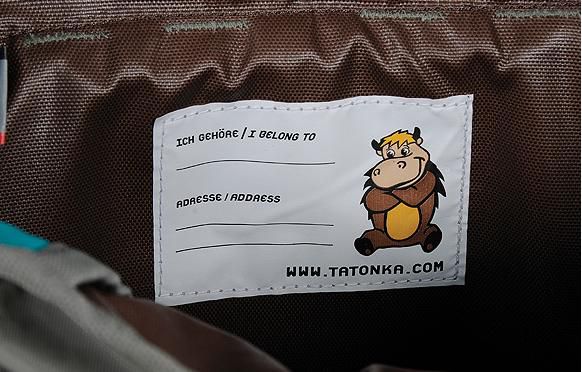 ICH GEHÖRE / I BELONG TO
ADRESSE / ADDRESS
WWW.TATONKA.COM